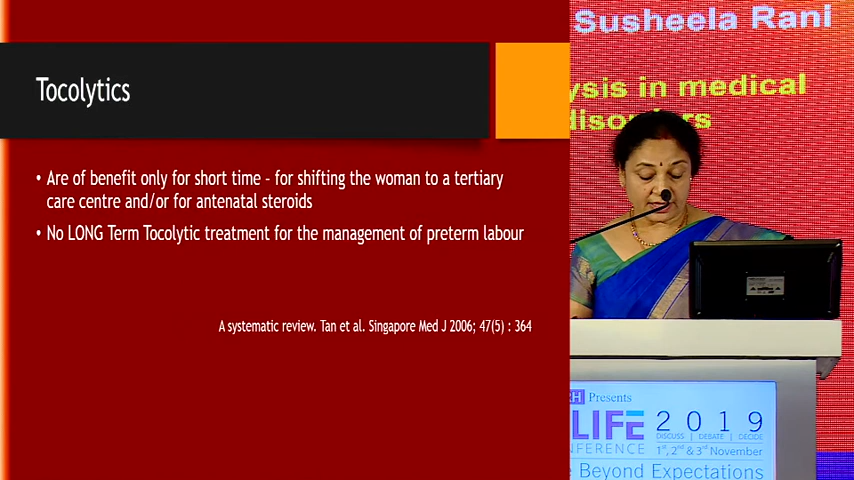 Tocolytics
• Are of benefit only for short time - for shifting the woman to a tertiary
care centre and/or for antenatal steroids
• No LONG Term Tocolytic treatment for the management of preterm labour
A systematic review. Tan et al. Singapore Med J 2006; 47(5) : 364
Susheela Rani
ysis in medical
disorders
H Presents
LIFE 2019
DISCUSS | DEBATE | DECIDE
NFERENCE 1st, 2nd & 3rd November
e Beyond Expectations